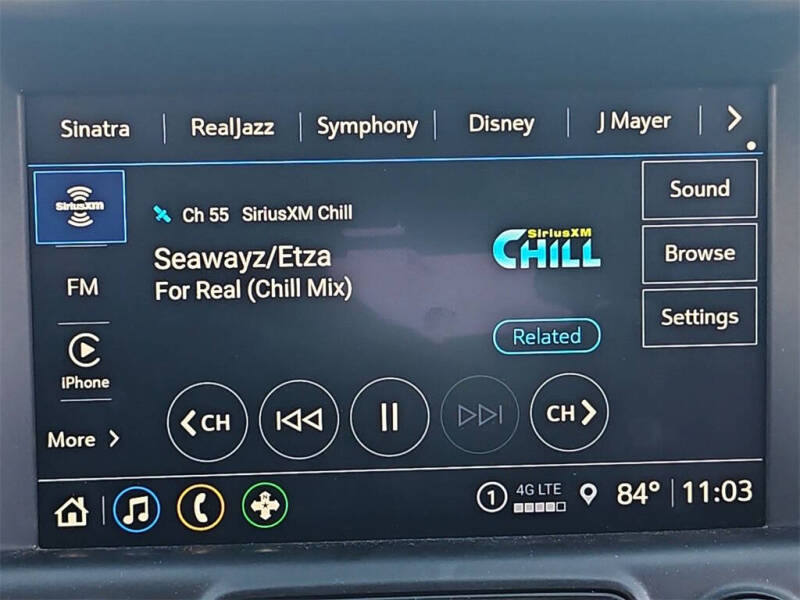 Sinatra RealJazz Symphony Disney J Mayer
SiriusXM
Ch 55 SiriusXM Chill
Seawayz/Etza
For Real (Chill Mix)
SiriusXM
CHILL
Related
Sound
Browse
Settings
FM
iPhone
More
CH
CH
1 4G LTE 84° 11:03